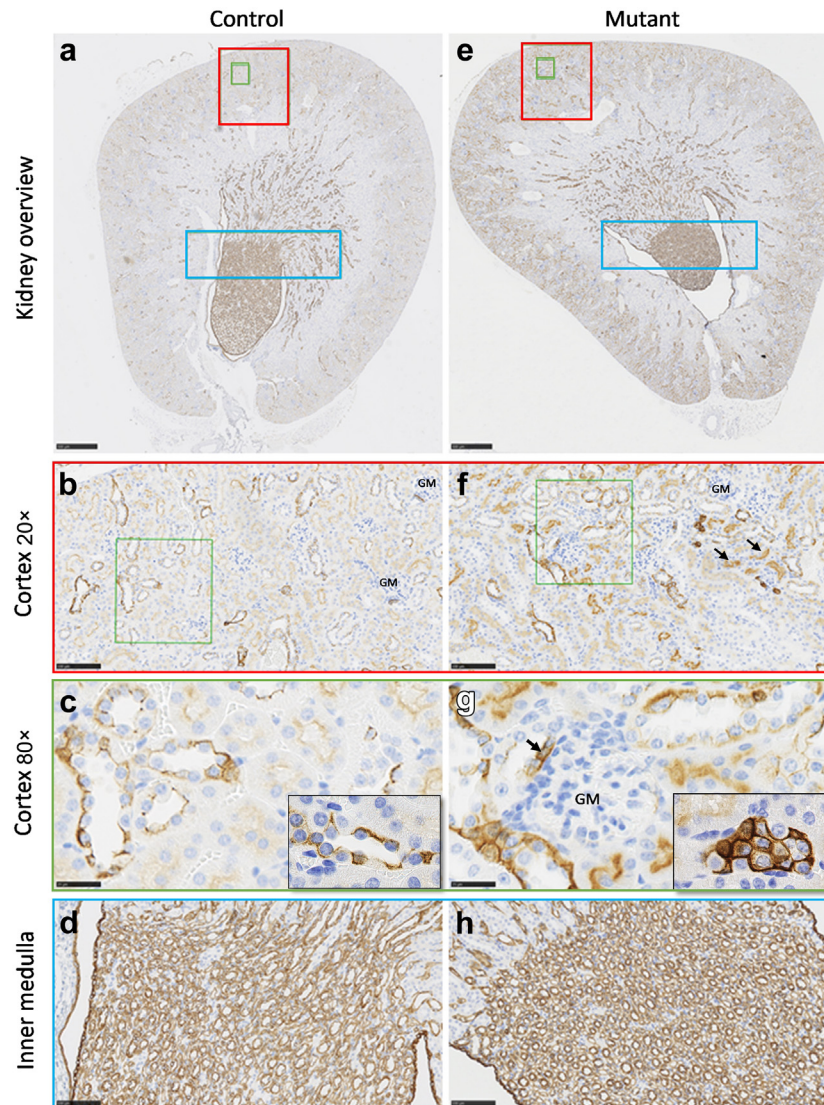 Control
Mutant
Kidney overview
a
e
Cortex 20×
b
GM
GM
f
GM
Cortex 80×
c
g
GM
Inner medulla
d
h